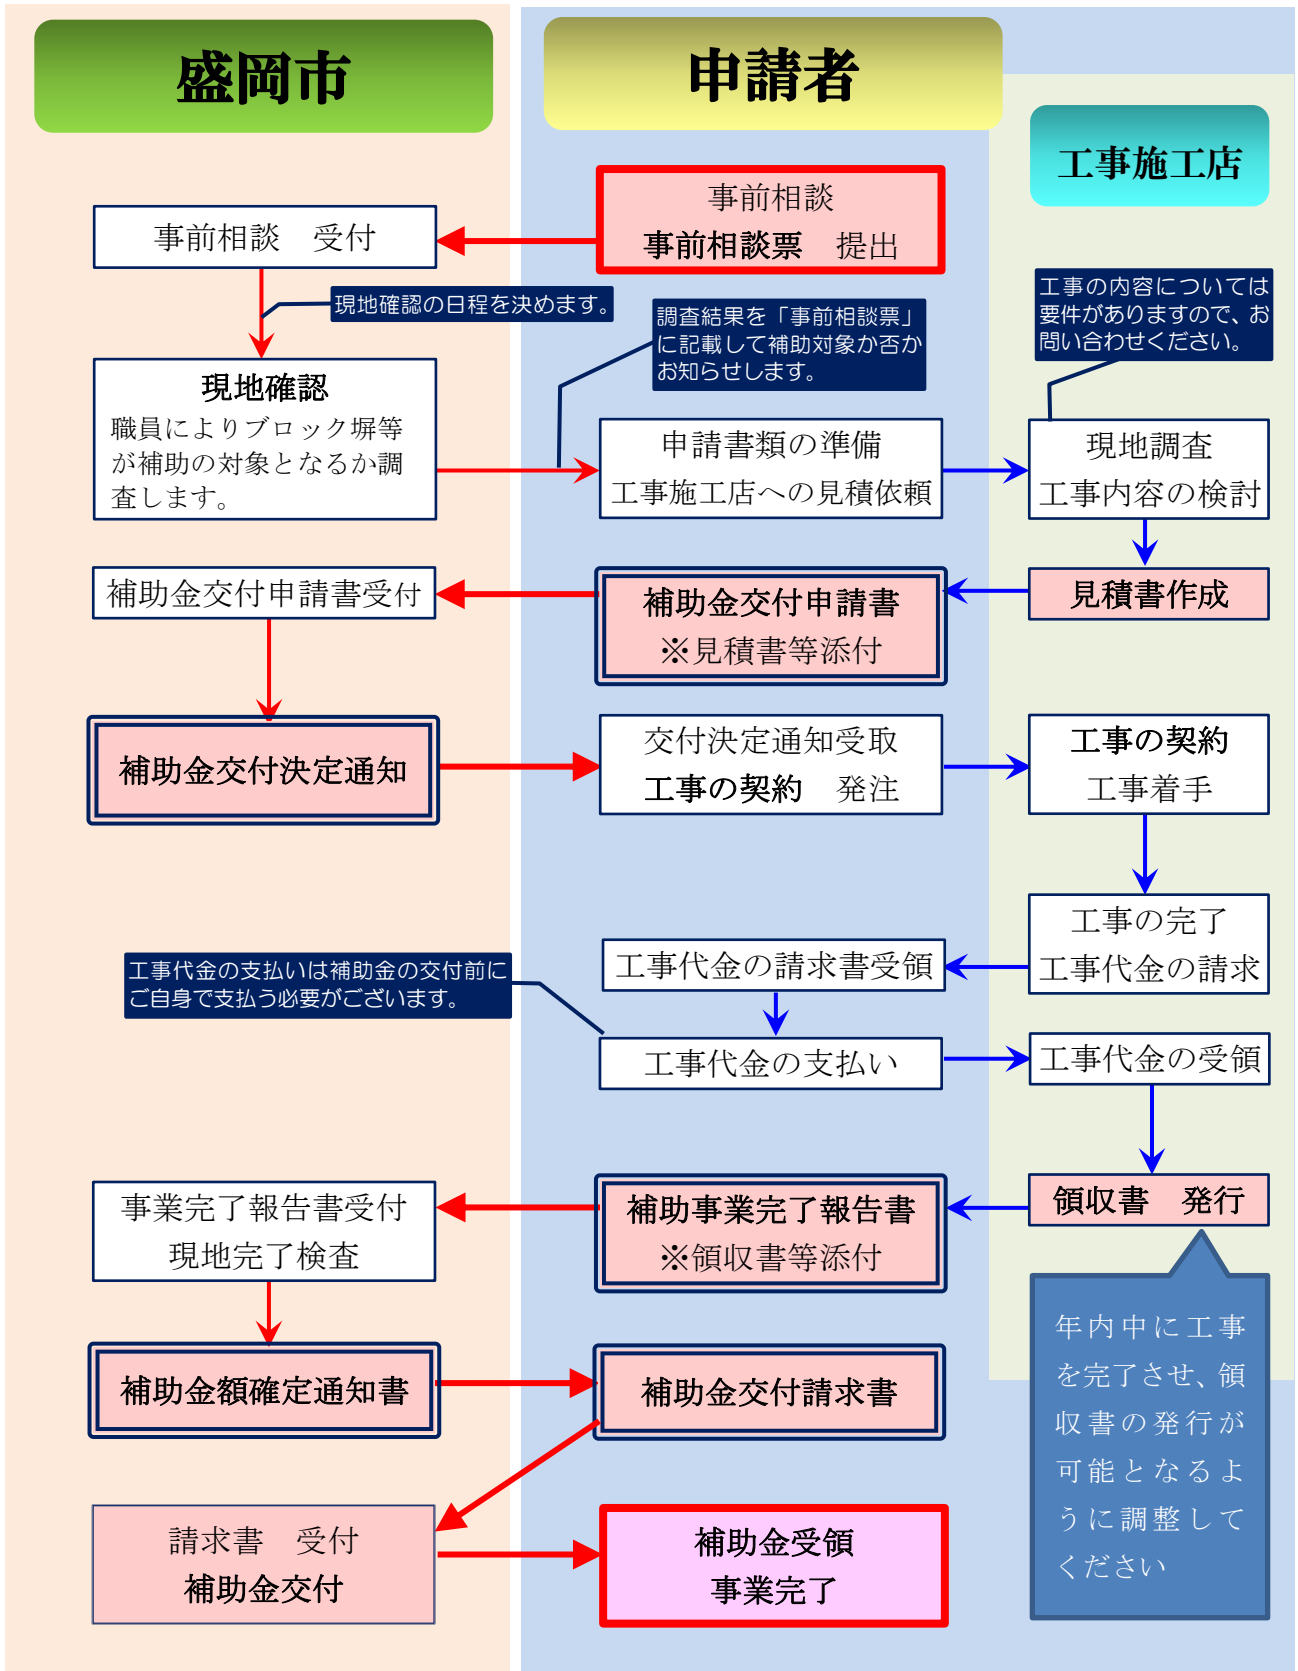 盛岡市
申請者
工事施工店
事前相談
事前相談票　提出
事前相談　受付
現地確認の日程を決めます。
調査結果を「事前相談票」
に記載して補助対象か否か
お知らせします。
工事の内容については
要件がありますので、お
問い合わせください。
現地確認
職員によりブロック塀等
が補助の対象となるか調
査します。
申請書類の準備
工事施工店への見積依頼
現地調査
工事内容の検討
見積書作成
補助金交付申請書
※見積書等添付
補助金交付申請書受付
補助金交付決定通知
交付決定通知受取
工事の契約　発注
工事の契約
工事着手
工事の完了
工事代金の請求
工事代金の請求書受領
工事代金の支払いは補助金の交付前に
ご自身で支払う必要がございます。
工事代金の支払い
工事代金の受領
領収書　発行
年内中に工事
を完了させ、領
収書の発行が
可能となるよ
うに調整して
ください
補助事業完了報告書
※領収書等添付
事業完了報告書受付
現地完了検査
補助金額確定通知書
補助金交付請求書
請求書　受付
補助金交付
補助金受領
事業完了